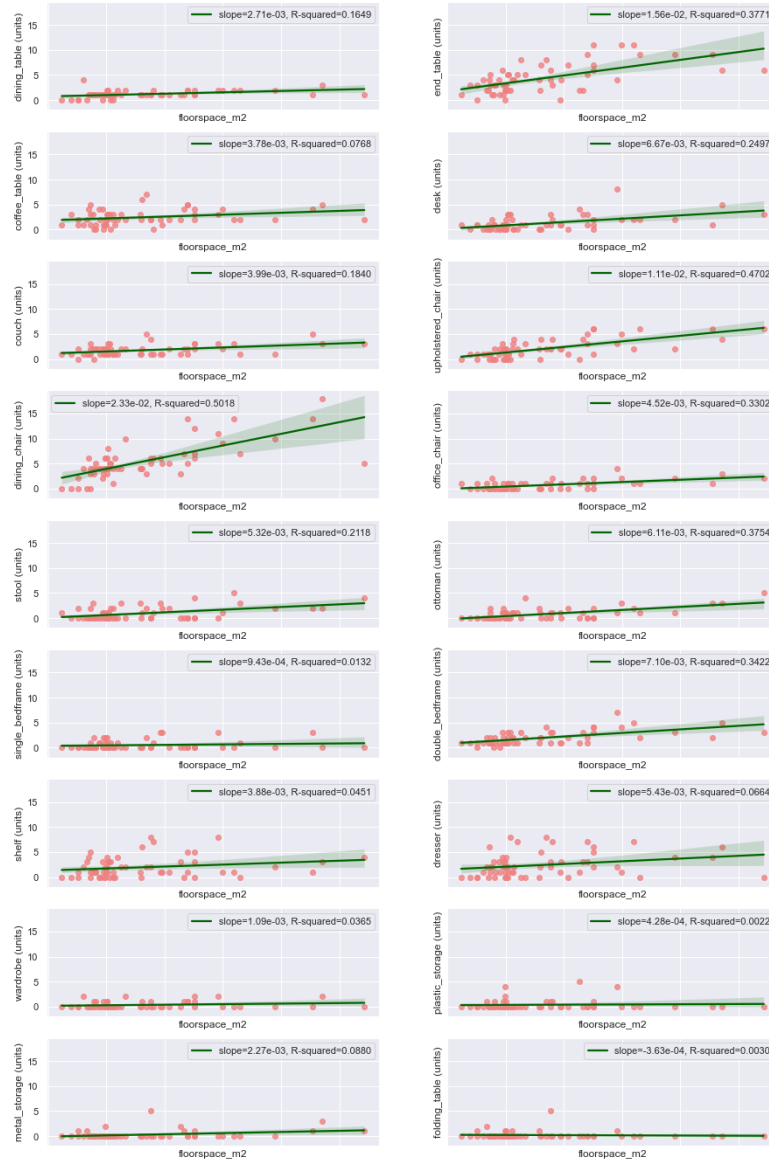 slope=2.71e-03, R-squared=0.1649
dining_table (units)
15
10
5
0
floorspace_m2
slope=1.56e-02, R-squared=0.3771
end_table (units)
floorspace_m2
slope=3.78e-03, R-squared=0.0768
coffee_table (units)
15
10
5
0
floorspace_m2
slope=6.67e-03, R-squared=0.2497
desk (units)
floorspace_m2
slope=3.99e-03, R-squared=0.1840
couch (units)
15
10
5
0
floorspace_m2
slope=1.11e-02, R-squared=0.4702
upholstered_chair (units)
floorspace_m2
slope=2.33e-02, R-squared=0.5018
dining_chair (units)
15
10
5
0
floorspace_m2
slope=4.52e-03, R-squared=0.3302
office_chair (units)
floorspace_m2
slope=5.32e-03, R-squared=0.2118
stool (units)
15
10
5
0
floorspace_m2
slope=6.11e-03, R-squared=0.3754
ottoman (units)
floorspace_m2
slope=9.43e-04, R-squared=0.0132
single_bedframe (units)
15
10
5
0
floorspace_m2
slope=7.10e-03, R-squared=0.3422
double_bedframe (units)
floorspace_m2
slope=3.88e-03, R-squared=0.0451
shelf (units)
15
10
5
0
floorspace_m2
slope=5.43e-03, R-squared=0.0664
dresser (units)
floorspace_m2
slope=1.09e-03, R-squared=0.0365
wardrobe (units)
15
10
5
0
floorspace_m2
slope=4.28e-04, R-squared=0.0022
plastic_storage (units)
floorspace_m2
slope=2.27e-03, R-squared=0.0880
metal_storage (units)
15
10
5
0
floorspace_m2
slope=-3.63e-04, R-squared=0.0030
folding_table (units)
floorspace_m2